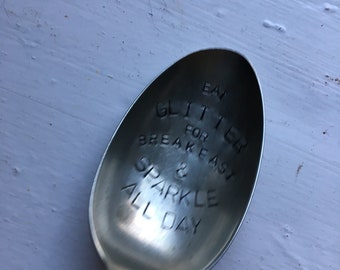 EAT
GLITTER
FOR
BREAKFAST
&
SPARKLE
ALL DAY